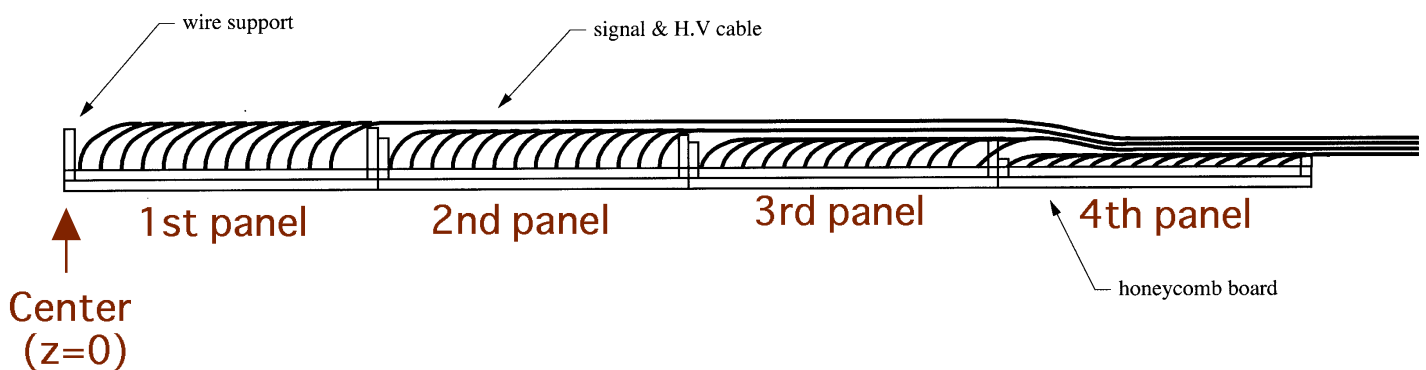 wire support
signal & H.V cable
1st panel
2nd panel
3rd panel
4th panel
honeycomb board
Center
(z=0)